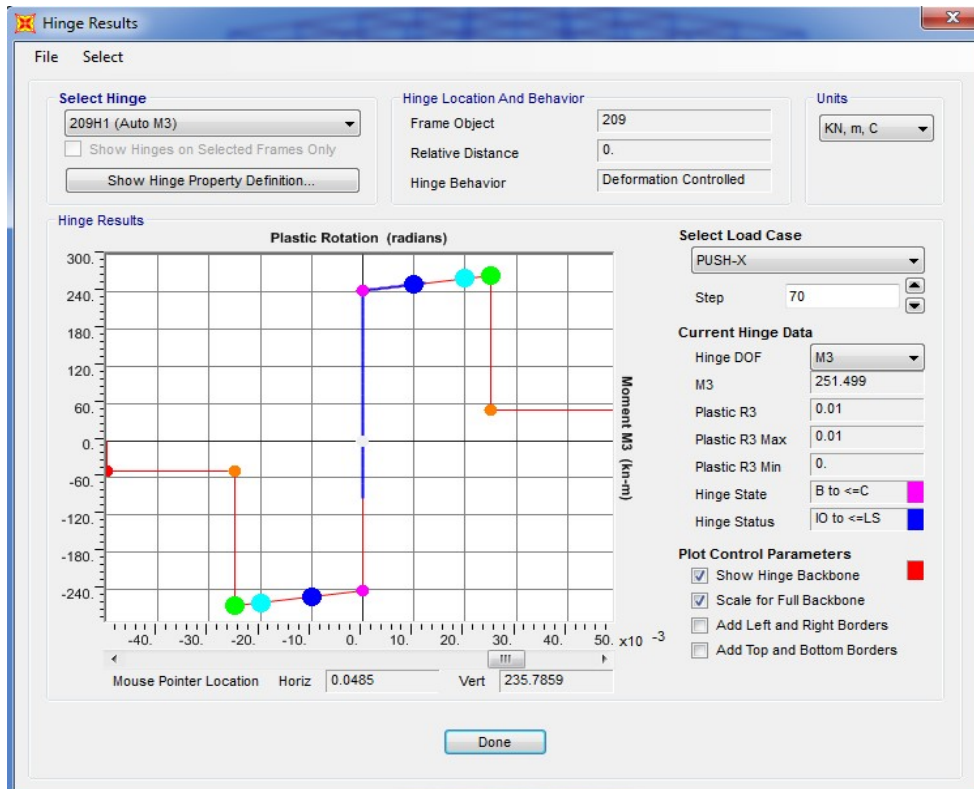 Hinge Results
File Select
Select Hinge
209H1 (Auto M3)
Show Hinges on Selected Frames Only
Show Hinge Property Definition...
Hinge Location And Behavior
Frame Object 209
Relative Distance 0.
Hinge Behavior Deformation Controlled
Units
KN, m, C
Hinge Results
Plastic Rotation (radians)
300.
240.
180.
120.
60.
0.
-60.
-120.
-180.
-240.
-40. -30. -20. -10. 0. 10. 20. 30. 40. 50. x10 -3
Moment M3 (kn-m)
Mouse Pointer Location Horiz 0.0485 Vert 235.7859
Select Load Case
PUSH-X
Step 70
Current Hinge Data
Hinge DOF M3
M3 251.499
Plastic R3 0.01
Plastic R3 Max 0.01
Plastic R3 Min 0.
Hinge State B to <=C
Hinge Status IO to <=LS
Plot Control Parameters
Show Hinge Backbone
Scale for Full Backbone
Add Left and Right Borders
Add Top and Bottom Borders
Done